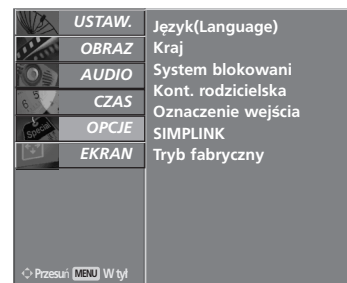 USTAW.
OBRAZ
AUDIO
CZAS
Special
OPCJE
EKRAN
Język(Language)
Kraj
System blokowani
Kont. rodzicielska
Oznaczenie wejścia
SIMPLINK
Tryb fabryczny
Przesuń MENU W tył